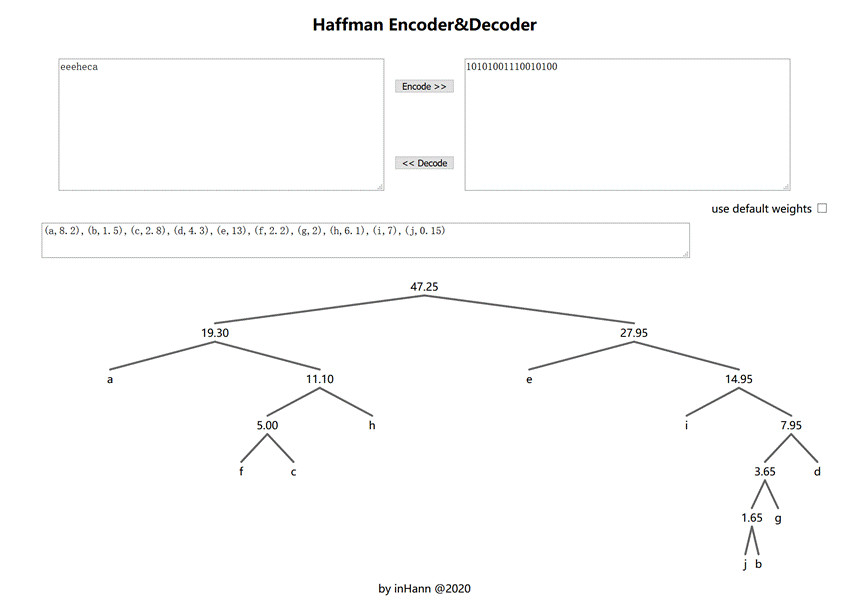 Haffman Encoder&Decoder
eeeheca
Encode >>
10101001110010100
<< Decode
use default weights
(a,8.2),(b,1.5),(c,2.8),(d,4.3),(e,13),(f,2.2),(g,2),(h,6.1),(i,7),(j,0.15)
47.25
19.30 27.95
a 11.10 e 14.95
5.00 h i 7.95
f c 3.65 d
1.65 g
j b
by inHann @2020